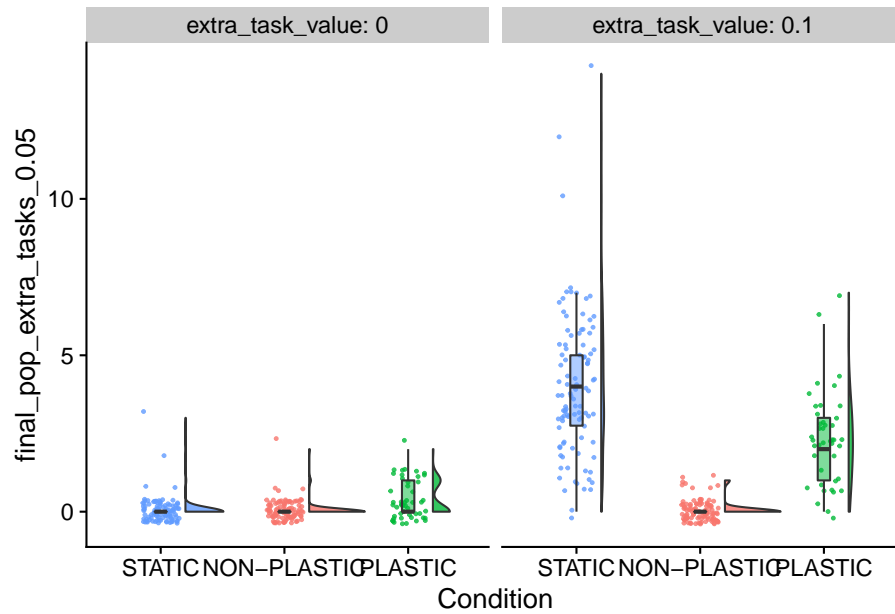 extra_task_value: 0
extra_task_value: 0.1
final_pop_extra_tasks_0.05
10
5
0
STATIC NON−PLASTIC PLASTIC
STATIC NON−PLASTIC PLASTIC
Condition